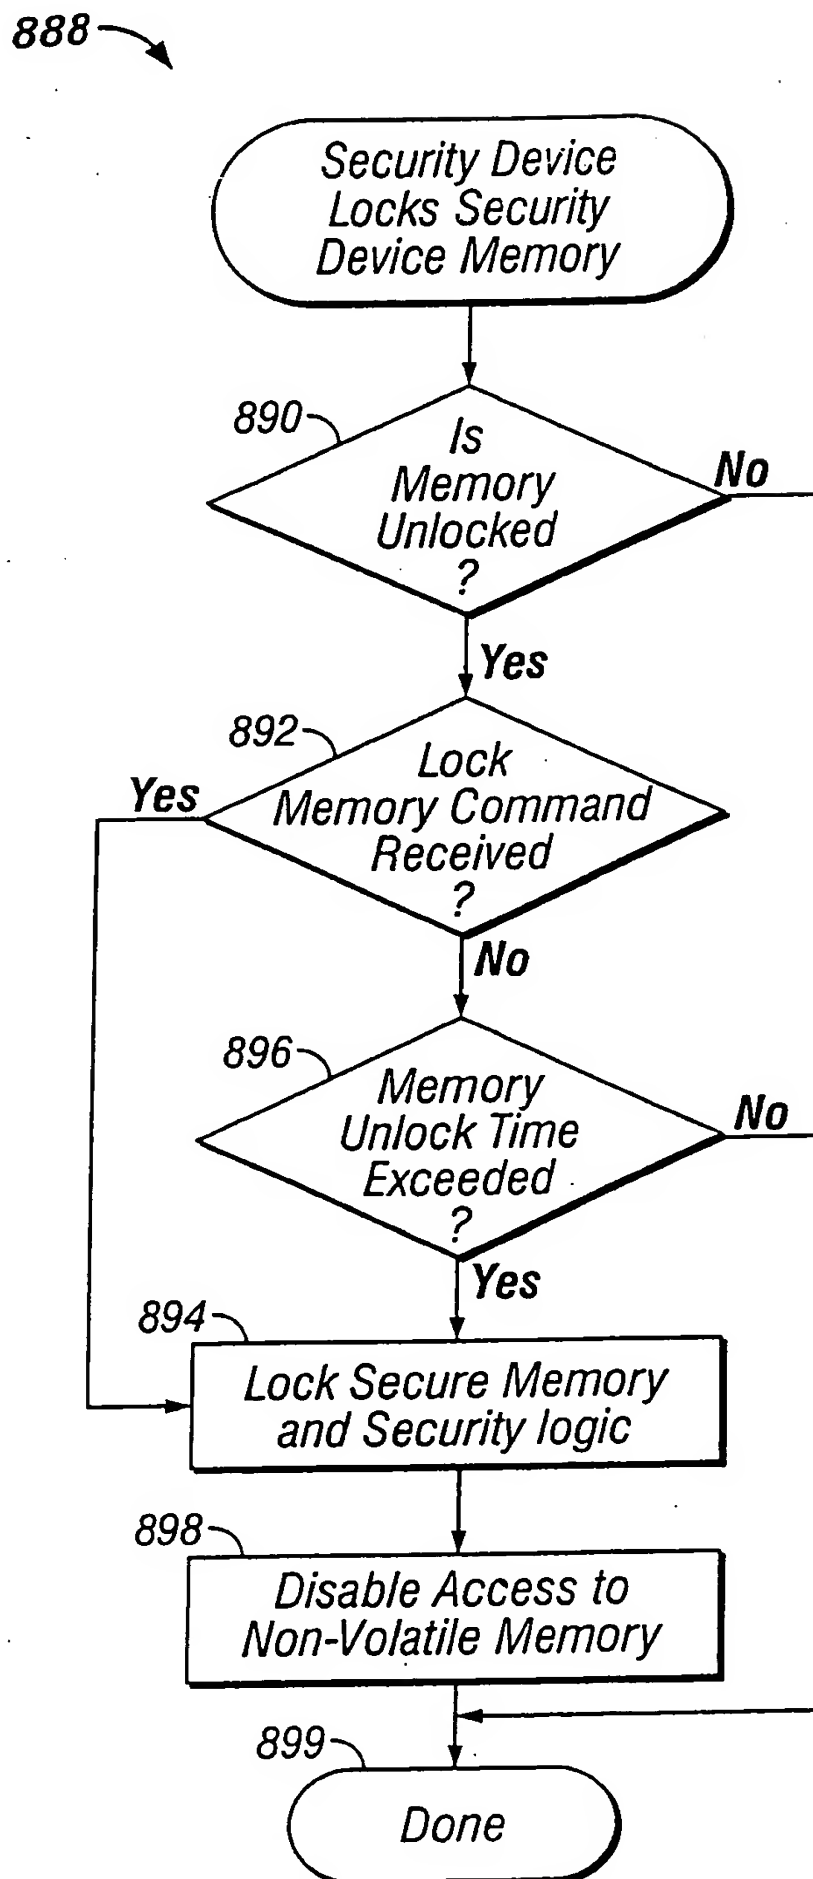 888
Security Device
Locks Security
Device Memory
890
Is
Memory
Unlocked
?
No
Yes
892
Lock
Memory Command
Received
?
Yes
No
896
Memory
Unlock Time
Exceeded
?
No
Yes
894
Lock Secure Memory
and Security logic
898
Disable Access to
Non-Volatile Memory
899
Done